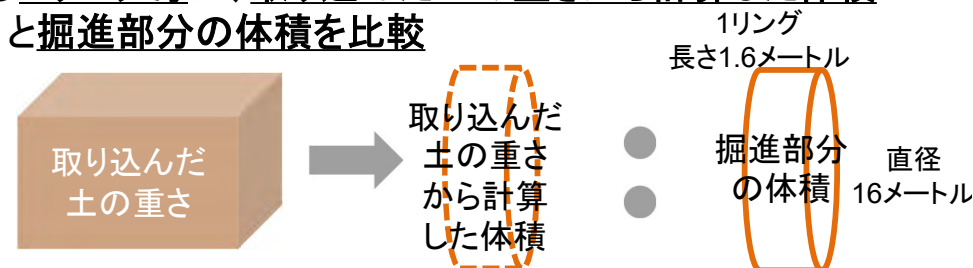 と掘進部分の体積を比較
1リング
長さ1.6メートル
取り込んだ
土の重さ
取り込んだ
土の重さ
から計算
した体積
掘進部分
の体積
直径
16メートル